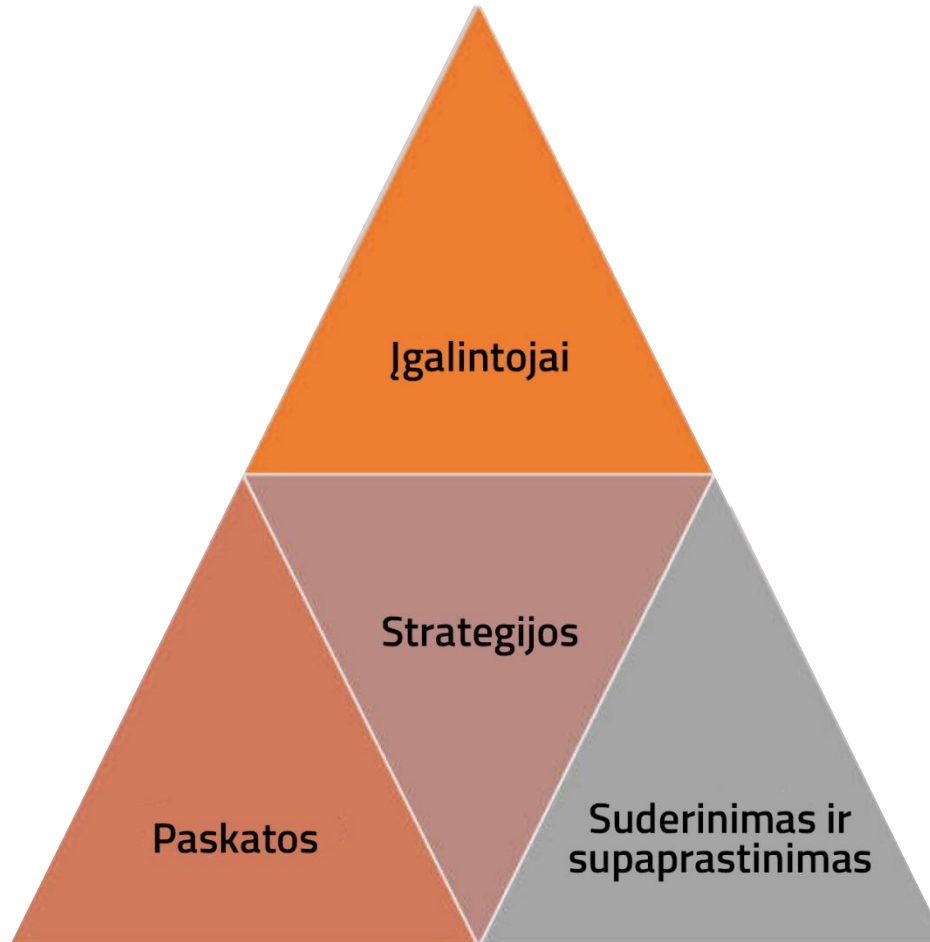 Įgalintojai
Strategijos
Paskatos
Suderinimas ir
supaprastinimas